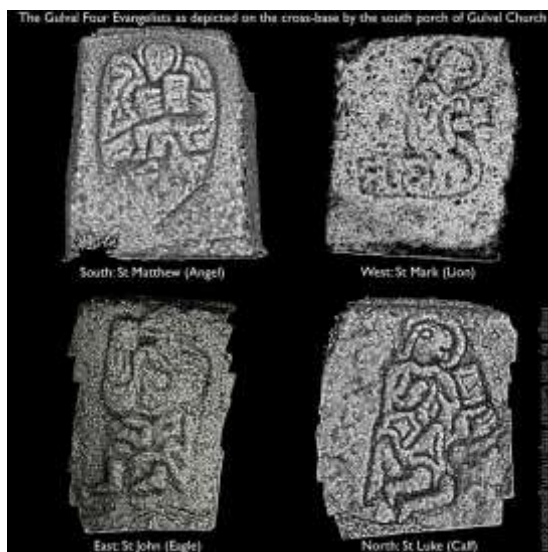 The Gulval Four Evangelists as depicted on the cross-base by the south porch of Gulval Church
South: St Matthew (Angel)
West: St Mark (Lion)
East: St John (Eagle)
North: St Luke (Calf)